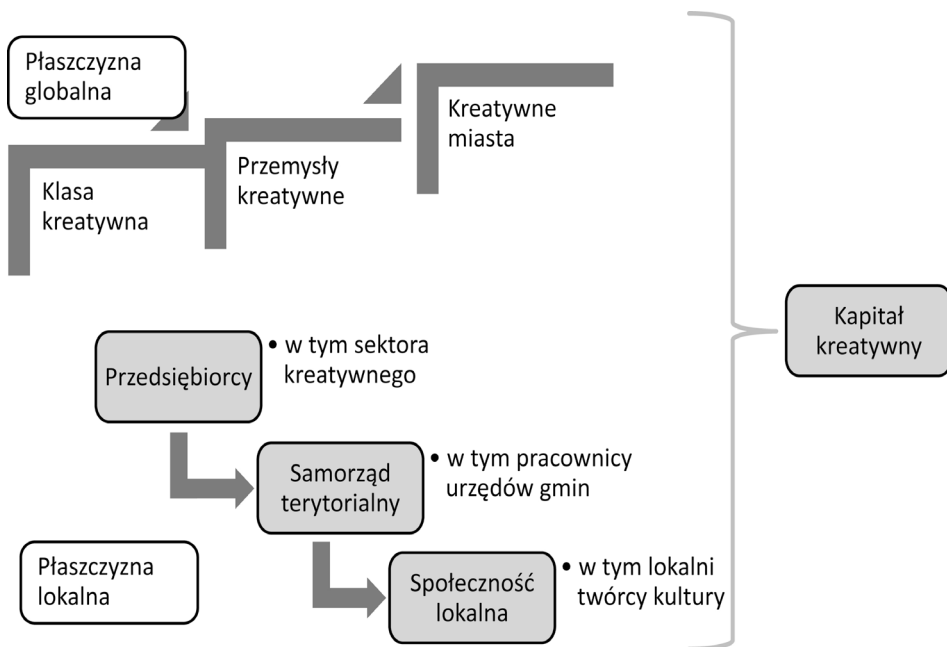 Płaszczyzna
globalna
Klasa
kreatywna
Przemysły
kreatywne
Kreatywne
miasta
Kapitał
kreatywny
Przedsiębiorcy
• w tym sektora
kreatywnego
Samorząd
terytorialny
• w tym pracownicy
urzędów gmin
Płaszczyzna
lokalna
Społeczność
lokalna
• w tym lokalni
twórcy kultury